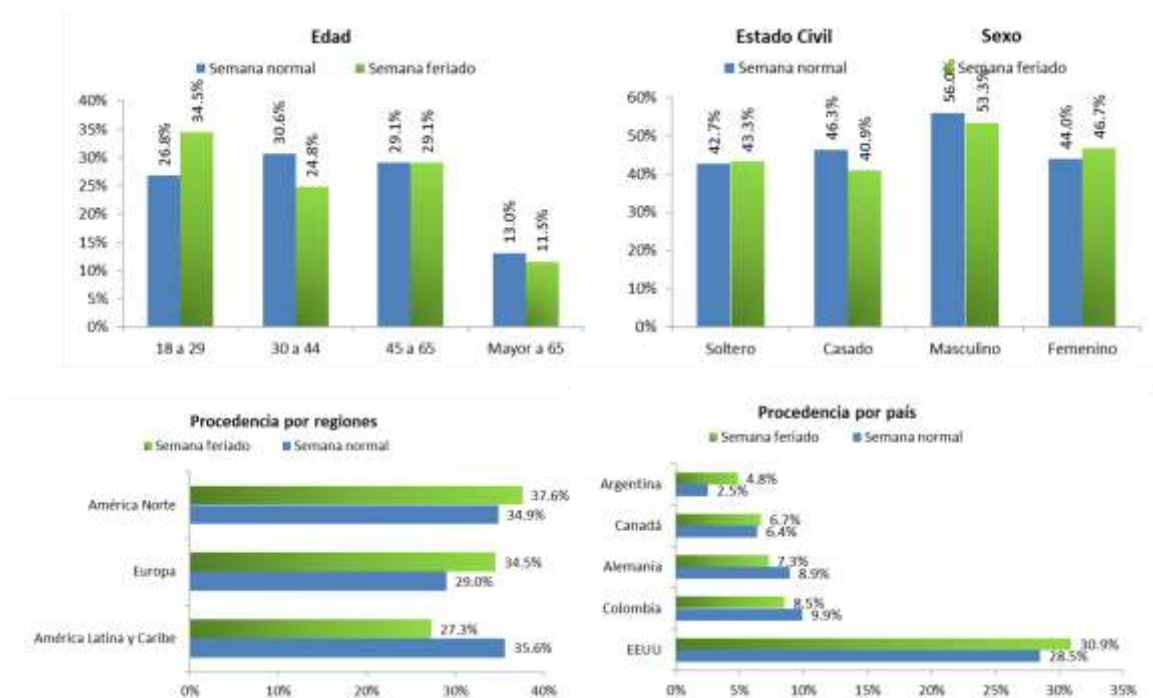 Edad
Semana normal Semana feriado
40%
35%
30%
25%
20%
15%
10%
5%
0%
26.8% 34.5% 30.6% 24.8% 29.1% 29.1% 13.0% 11.5%
18 a 29 30 a 44 45 a 65 Mayor a 65
Estado Civil Sexo
Semana normal Semana feriado
60%
50%
40%
30%
20%
10%
0%
42.7% 43.3% 46.3% 40.9% 56.0% 53.3% 44.0% 46.7%
Soltero Casado Masculino Femenino
Procedencia por regiones
Semana feriado Semana normal
América Norte 37.6%
34.9%
Europa 34.5%
29.0%
América Latina y Caribe 27.3%
35.6%
0% 10% 20% 30% 40%
Procedencia por país
Semana feriado Semana normal
Argentina 4.8%
2.5%
Canadá 6.7%
6.4%
Alemania 7.3%
8.9%
Colombia 8.5%
9.9%
EEUU 30.9%
28.5%
0% 5% 10% 15% 20% 25% 30% 35%